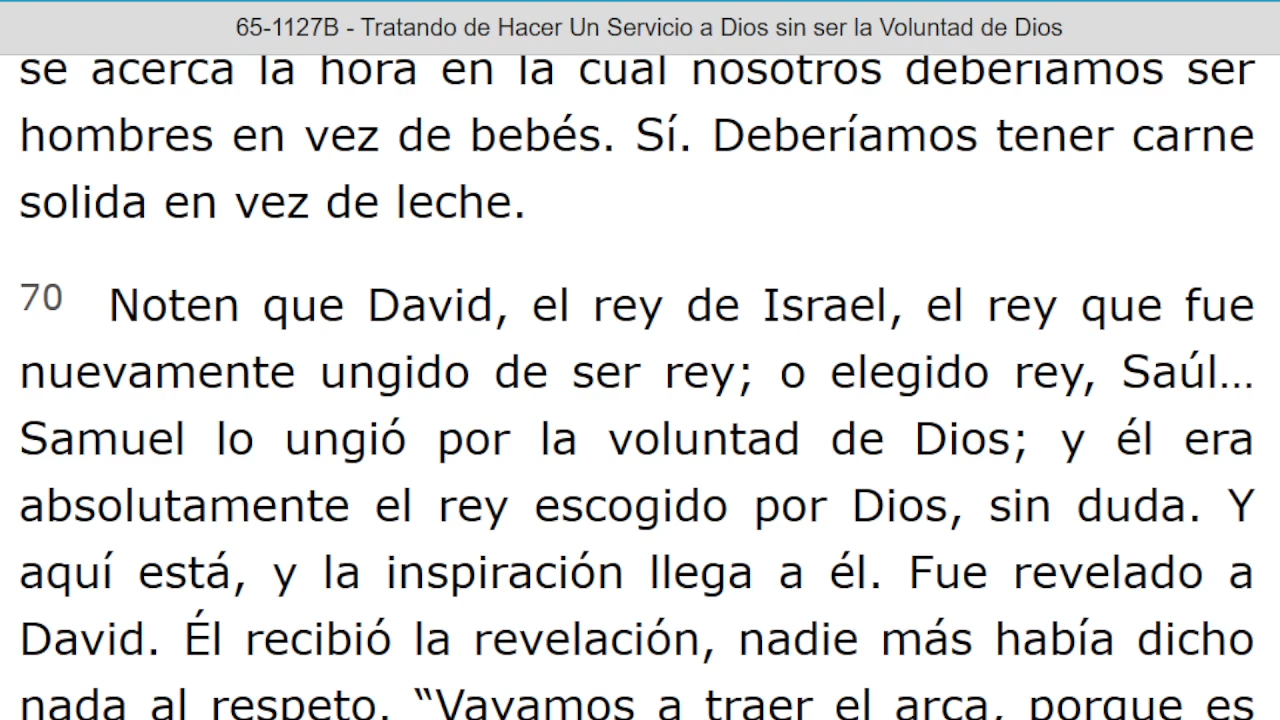 65-1127B - Tratando de Hacer Un Servicio a Dios sin ser la Voluntad de Dios
se acerca la hora en la cual nosotros deberíamos ser
hombres en vez de bebés. Sí. Deberíamos tener carne
solida en vez de leche.
70 Noten que David, el rey de Israel, el rey que fue
nuevamente ungido de ser rey; o elegido rey, Saúl...
Samuel lo ungió por la voluntad de Dios; y él era
absolutamente el rey escogido por Dios, sin duda. Y
aquí está, y la inspiración llega a él. Fue revelado a
David. Él recibió la revelación, nadie más había dicho
nada al respeto. “Vayamos a traer el arca, porque es